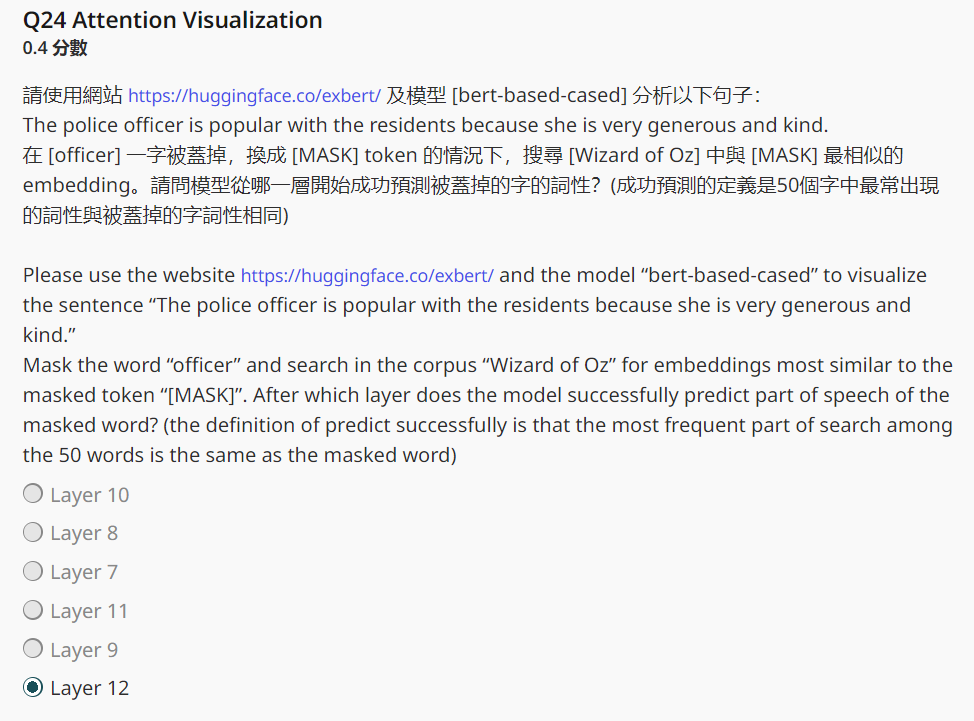 Q24 Attention Visualization
0.4 分數
請使用網站 https://huggingface.co/exbert/ 及模型 [bert-based-cased] 分析以下句子：
The police officer is popular with the residents because she is very generous and kind.
在 [officer] 一字被蓋掉，換成 [MASK] token 的情況下，搜尋 [Wizard of Oz] 中與 [MASK] 最相似的
embedding。請問模型從哪一層開始成功預測被蓋掉的字的詞性？(成功預測的定義是50個字中最常出現
的詞性與被蓋掉的字詞性相同)
Please use the website https://huggingface.co/exbert/ and the model “bert-based-cased” to visualize
the sentence “The police officer is popular with the residents because she is very generous and
kind.”
Mask the word “officer” and search in the corpus “Wizard of Oz” for embeddings most similar to the
masked token “[MASK]”. After which layer does the model successfully predict part of speech of the
masked word? (the definition of predict successfully is that the most frequent part of search among
the 50 words is the same as the masked word)
Layer 10
Layer 8
Layer 7
Layer 11
Layer 9
Layer 12